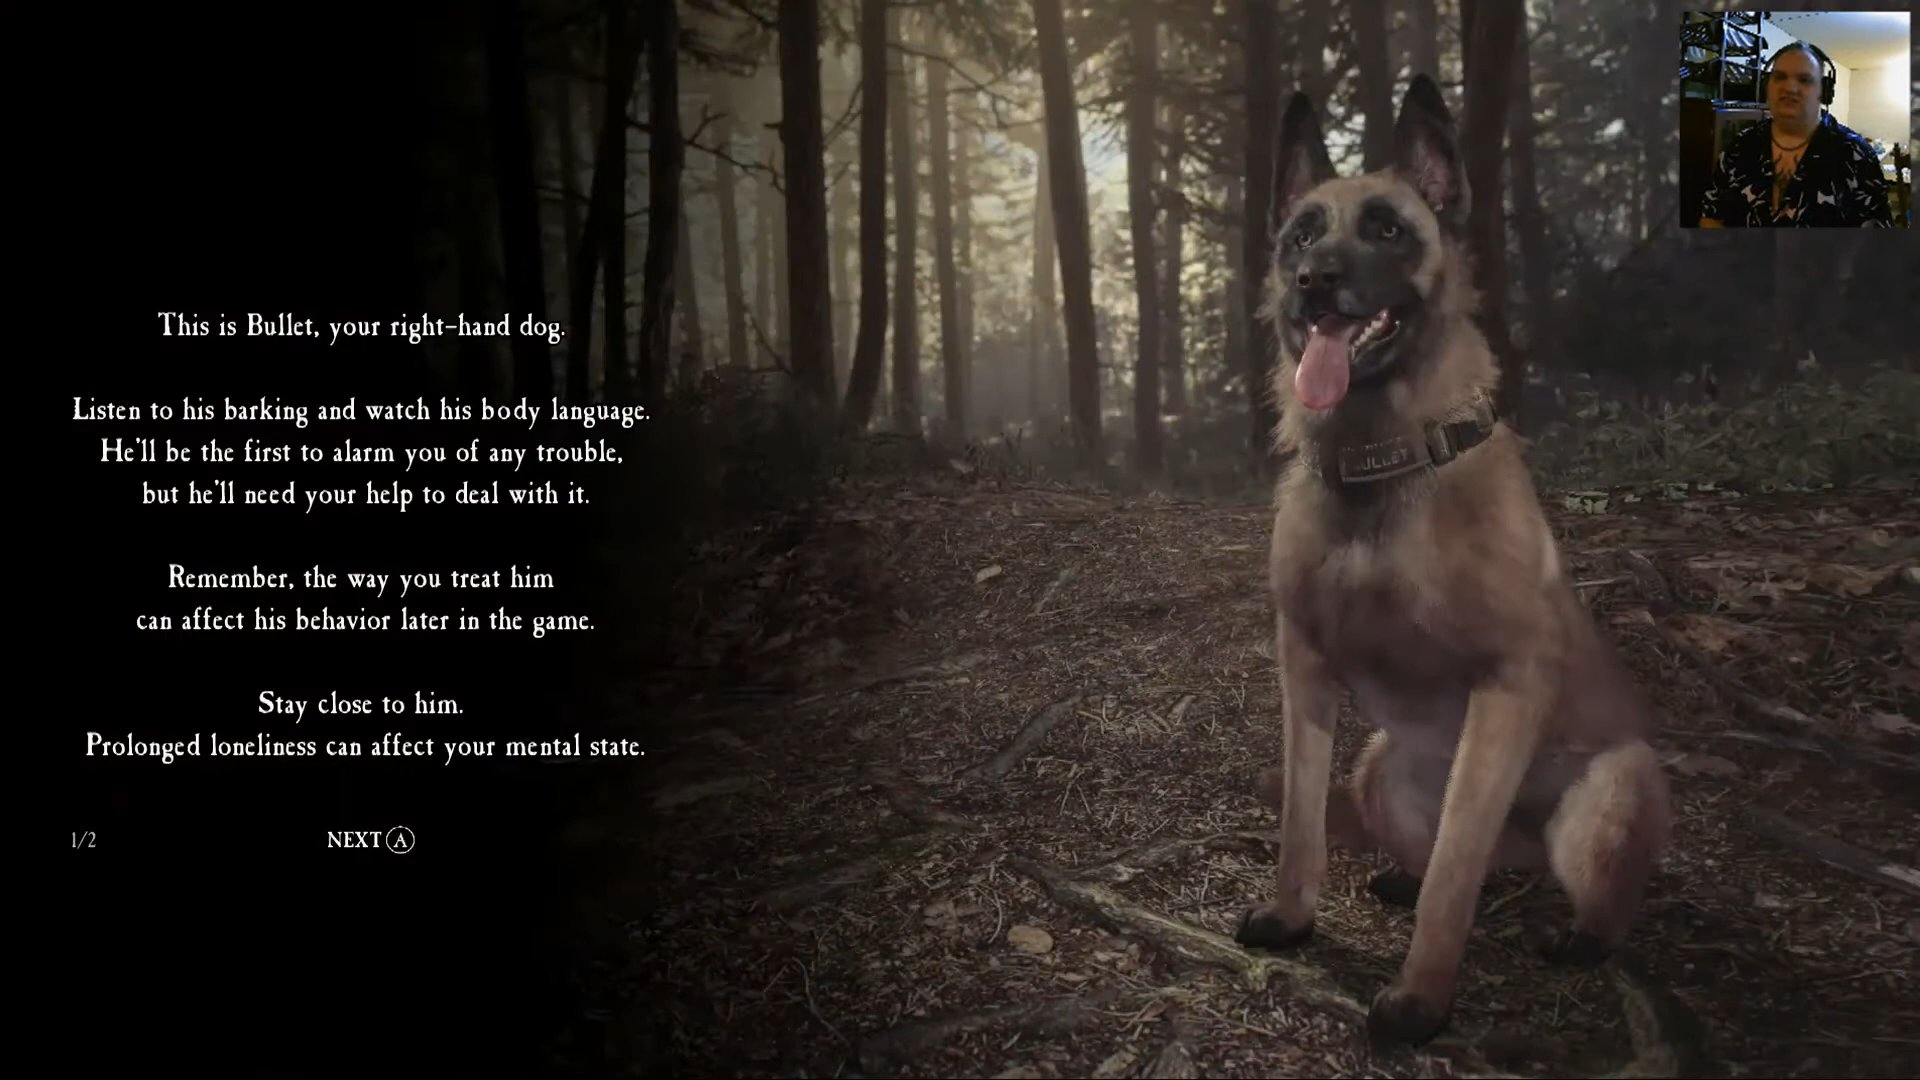 This is Bullet, your right-hand dog.
Listen to his barking and watch his body language.
He'll be the first to alarm you of any trouble,
but he'll need your help to deal with it.
Remember, the way you treat him
can affect his behavior later in the game.
Stay close to him.
Prolonged loneliness can affect your mental state.
1/2
NEXT A
BULLET